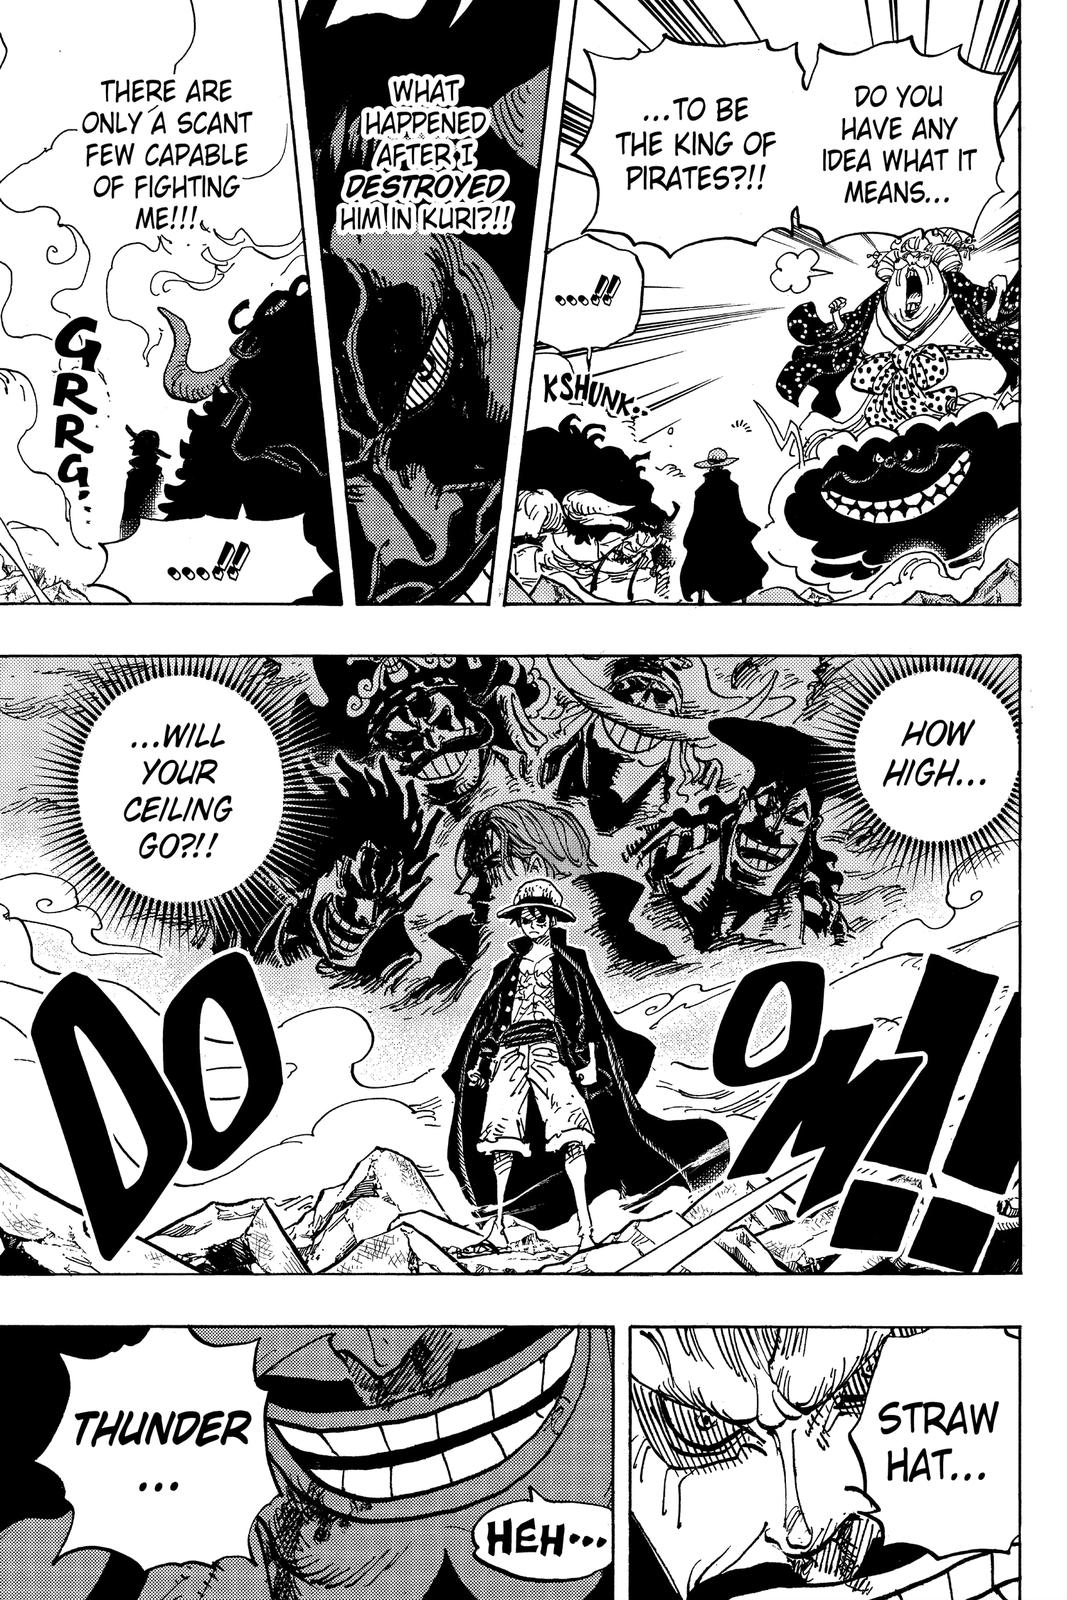 DO YOU
HAVE ANY
IDEA WHAT IT
MEANS...
...TO BE
THE KING OF
PIRATES?!!
...!!
KSHUNK..
WHAT
HAPPENED
AFTER I
DESTROYED
HIM IN KURI?!!
THERE ARE
ONLY A SCANT
FEW CAPABLE
OF FIGHTING
ME!!!
GRRG...
...!!
HOW
HIGH...
...WILL
YOUR
CEILING
GO?!!
DOOM!!
STRAW
HAT...
THUNDER
...
HEH...